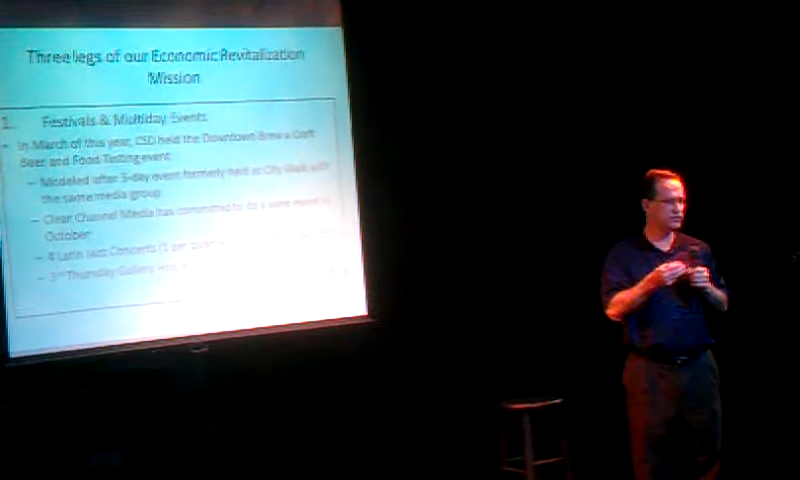 Three legs of our Economic Revitalization
Mission
1. Festivals & Multiday Events
• In March of this year, CSD held the Downtown Brew a Craft
Beer and Food Tasting event
– Modeled after 3-day event formerly held at City Walk with
the same media group
– Clear Channel Media has committed to do a wine event in
October
– 4 Latin Jazz Concerts (1 per
– 3rd Thursday Gallery